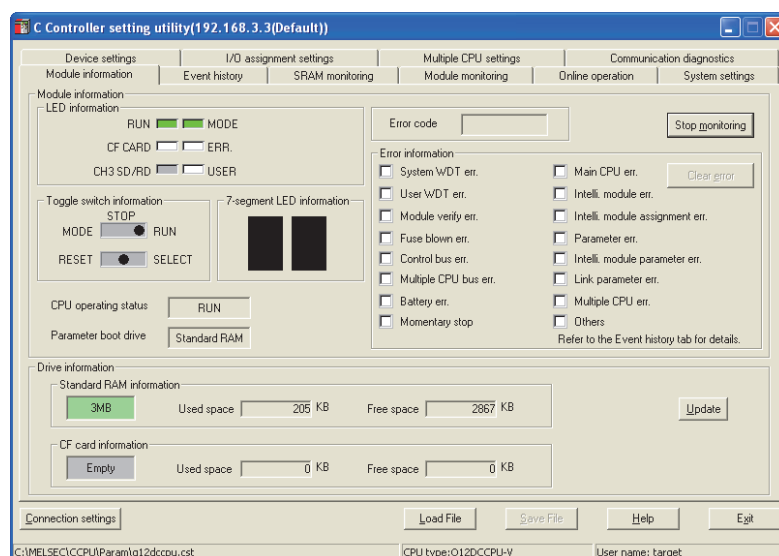 C Controller setting utility(192.168.3.3(Default))
Device settings I/O assignment settings Multiple CPU settings Communication diagnostics
Module information Event history SRAM monitoring Module monitoring Online operation System settings
Module information
LED information
RUN MODE
CF CARD ERR.
CH3 SD/RD USER
Error code
Stop monitoring
Toggle switch information
STOP
MODE RUN
RESET SELECT
7-segment LED information
CPU operating status RUN
Parameter boot drive Standard RAM
Error information
System WDT err. Main CPU err. Clear error
User WDT err. Intelli. module err.
Module verify err. Intelli. module assignment err.
Fuse blown err. Parameter err.
Control bus err. Intelli. module parameter err.
Multiple CPU bus err. Link parameter err.
Battery err. Multiple CPU err.
Momentary stop Others
Refer to the Event history tab for details.
Drive information
Standard RAM information
3MB Used space 205 KB Free space 2867 KB
Update
CF card information
Empty Used space 0 KB Free space 0 KB
Connection settings Load File Save File Help Exit
C:\MELSEC\CCPU\Param\q12dccpu.cst CPU type:Q12DCCPU-V User name: target